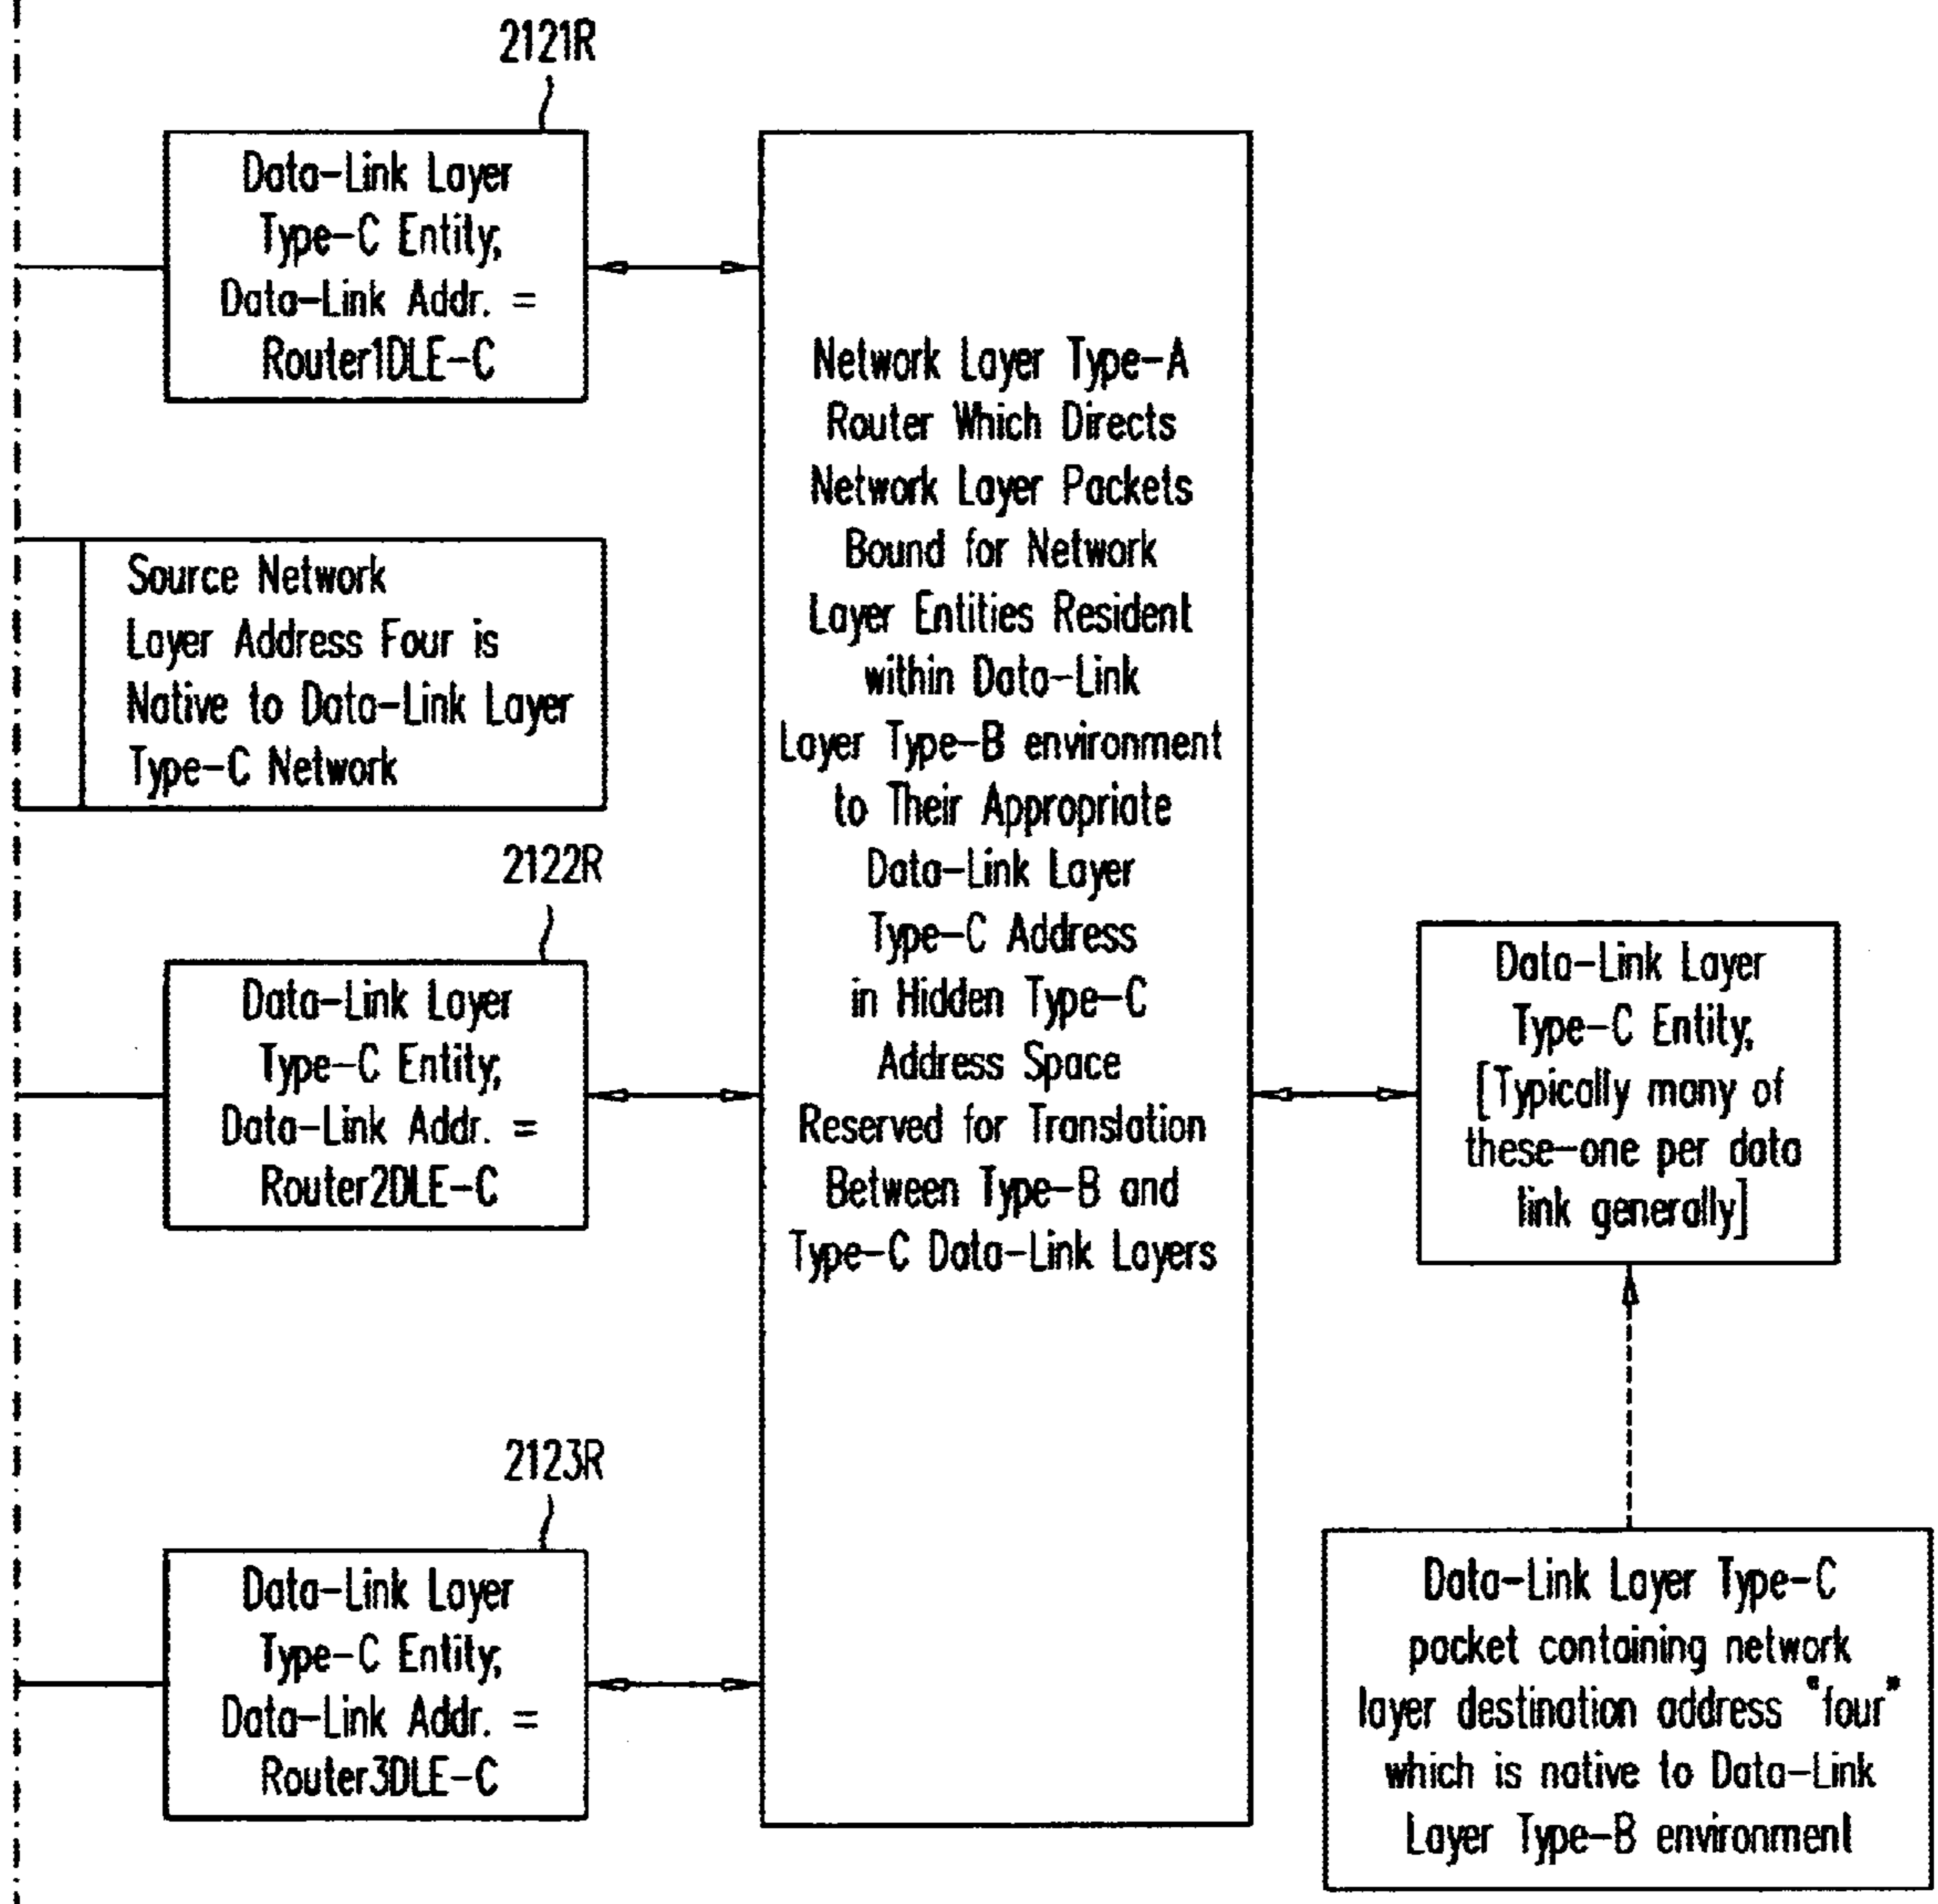 2121R
Data-Link Layer
Type-C Entity,
Data-Link Addr. =
Router1DLE-C
Source Network
Layer Address Four is
Native to Data-Link Layer
Type-C Network
2122R
Data-Link Layer
Type-C Entity,
Data-Link Addr. =
Router2DLE-C
2123R
Data-Link Layer
Type-C Entity,
Data-Link Addr. =
Router3DLE-C
Network Layer Type-A
Router Which Directs
Network Layer Packets
Bound for Network
Layer Entities Resident
within Data-Link
Layer Type-B environment
to Their Appropriate
Data-Link Layer
Type-C Address
in Hidden Type-C
Address Space
Reserved for Translation
Between Type-B and
Type-C Data-Link Layers
Data-Link Layer
Type-C Entity,
[Typically many of
these-one per data
link generally]
Data-Link Layer Type-C
packet containing network
layer destination address "four"
which is native to Data-Link
Layer Type-B environment